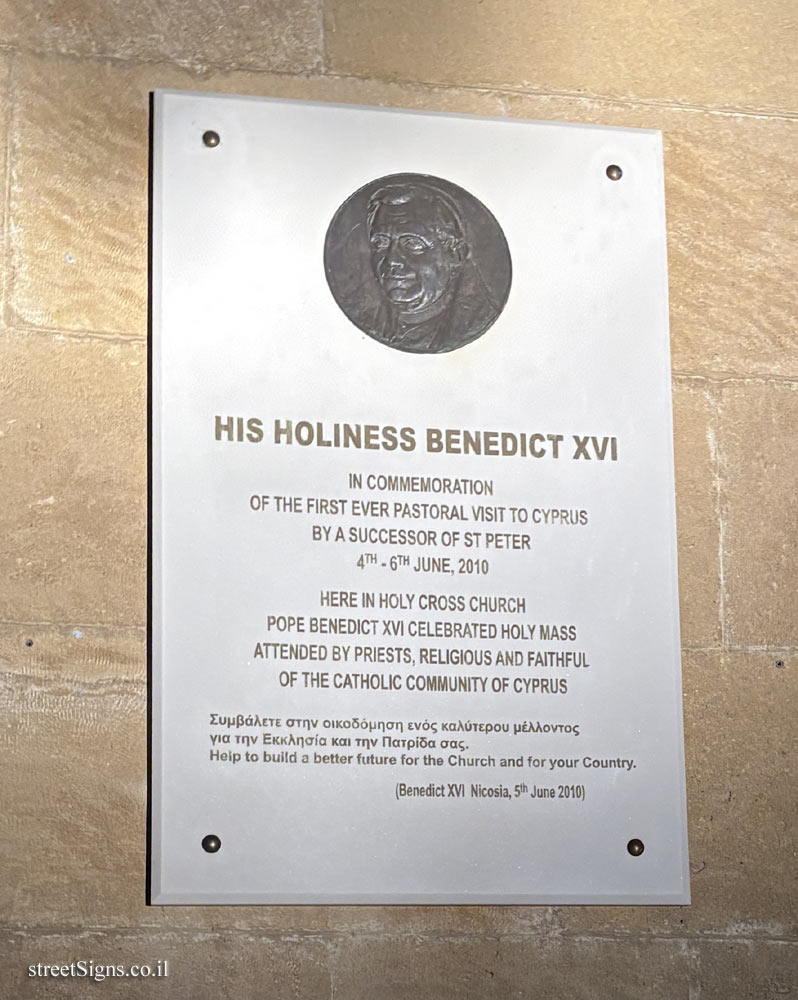 HIS HOLINESS BENEDICT XVI
IN COMMEMORATION
OF THE FIRST EVER PASTORAL VISIT TO CYPRUS
BY A SUCCESSOR OF ST PETER
4TH - 6TH JUNE, 2010
HERE IN HOLY CROSS CHURCH
POPE BENEDICT XVI CELEBRATED HOLY MASS
ATTENDED BY PRIESTS, RELIGIOUS AND FAITHFUL
OF THE CATHOLIC COMMUNITY OF CYPRUS
Συμβάλετε στην οικοδόμηση ενός καλύτερου μέλλοντος
για την Εκκλησία και την Πατρίδα σας.
Help to build a better future for the Church and for your Country.
(Benedict XVI Nicosia, 5th June 2010)
streetSigns.co.il